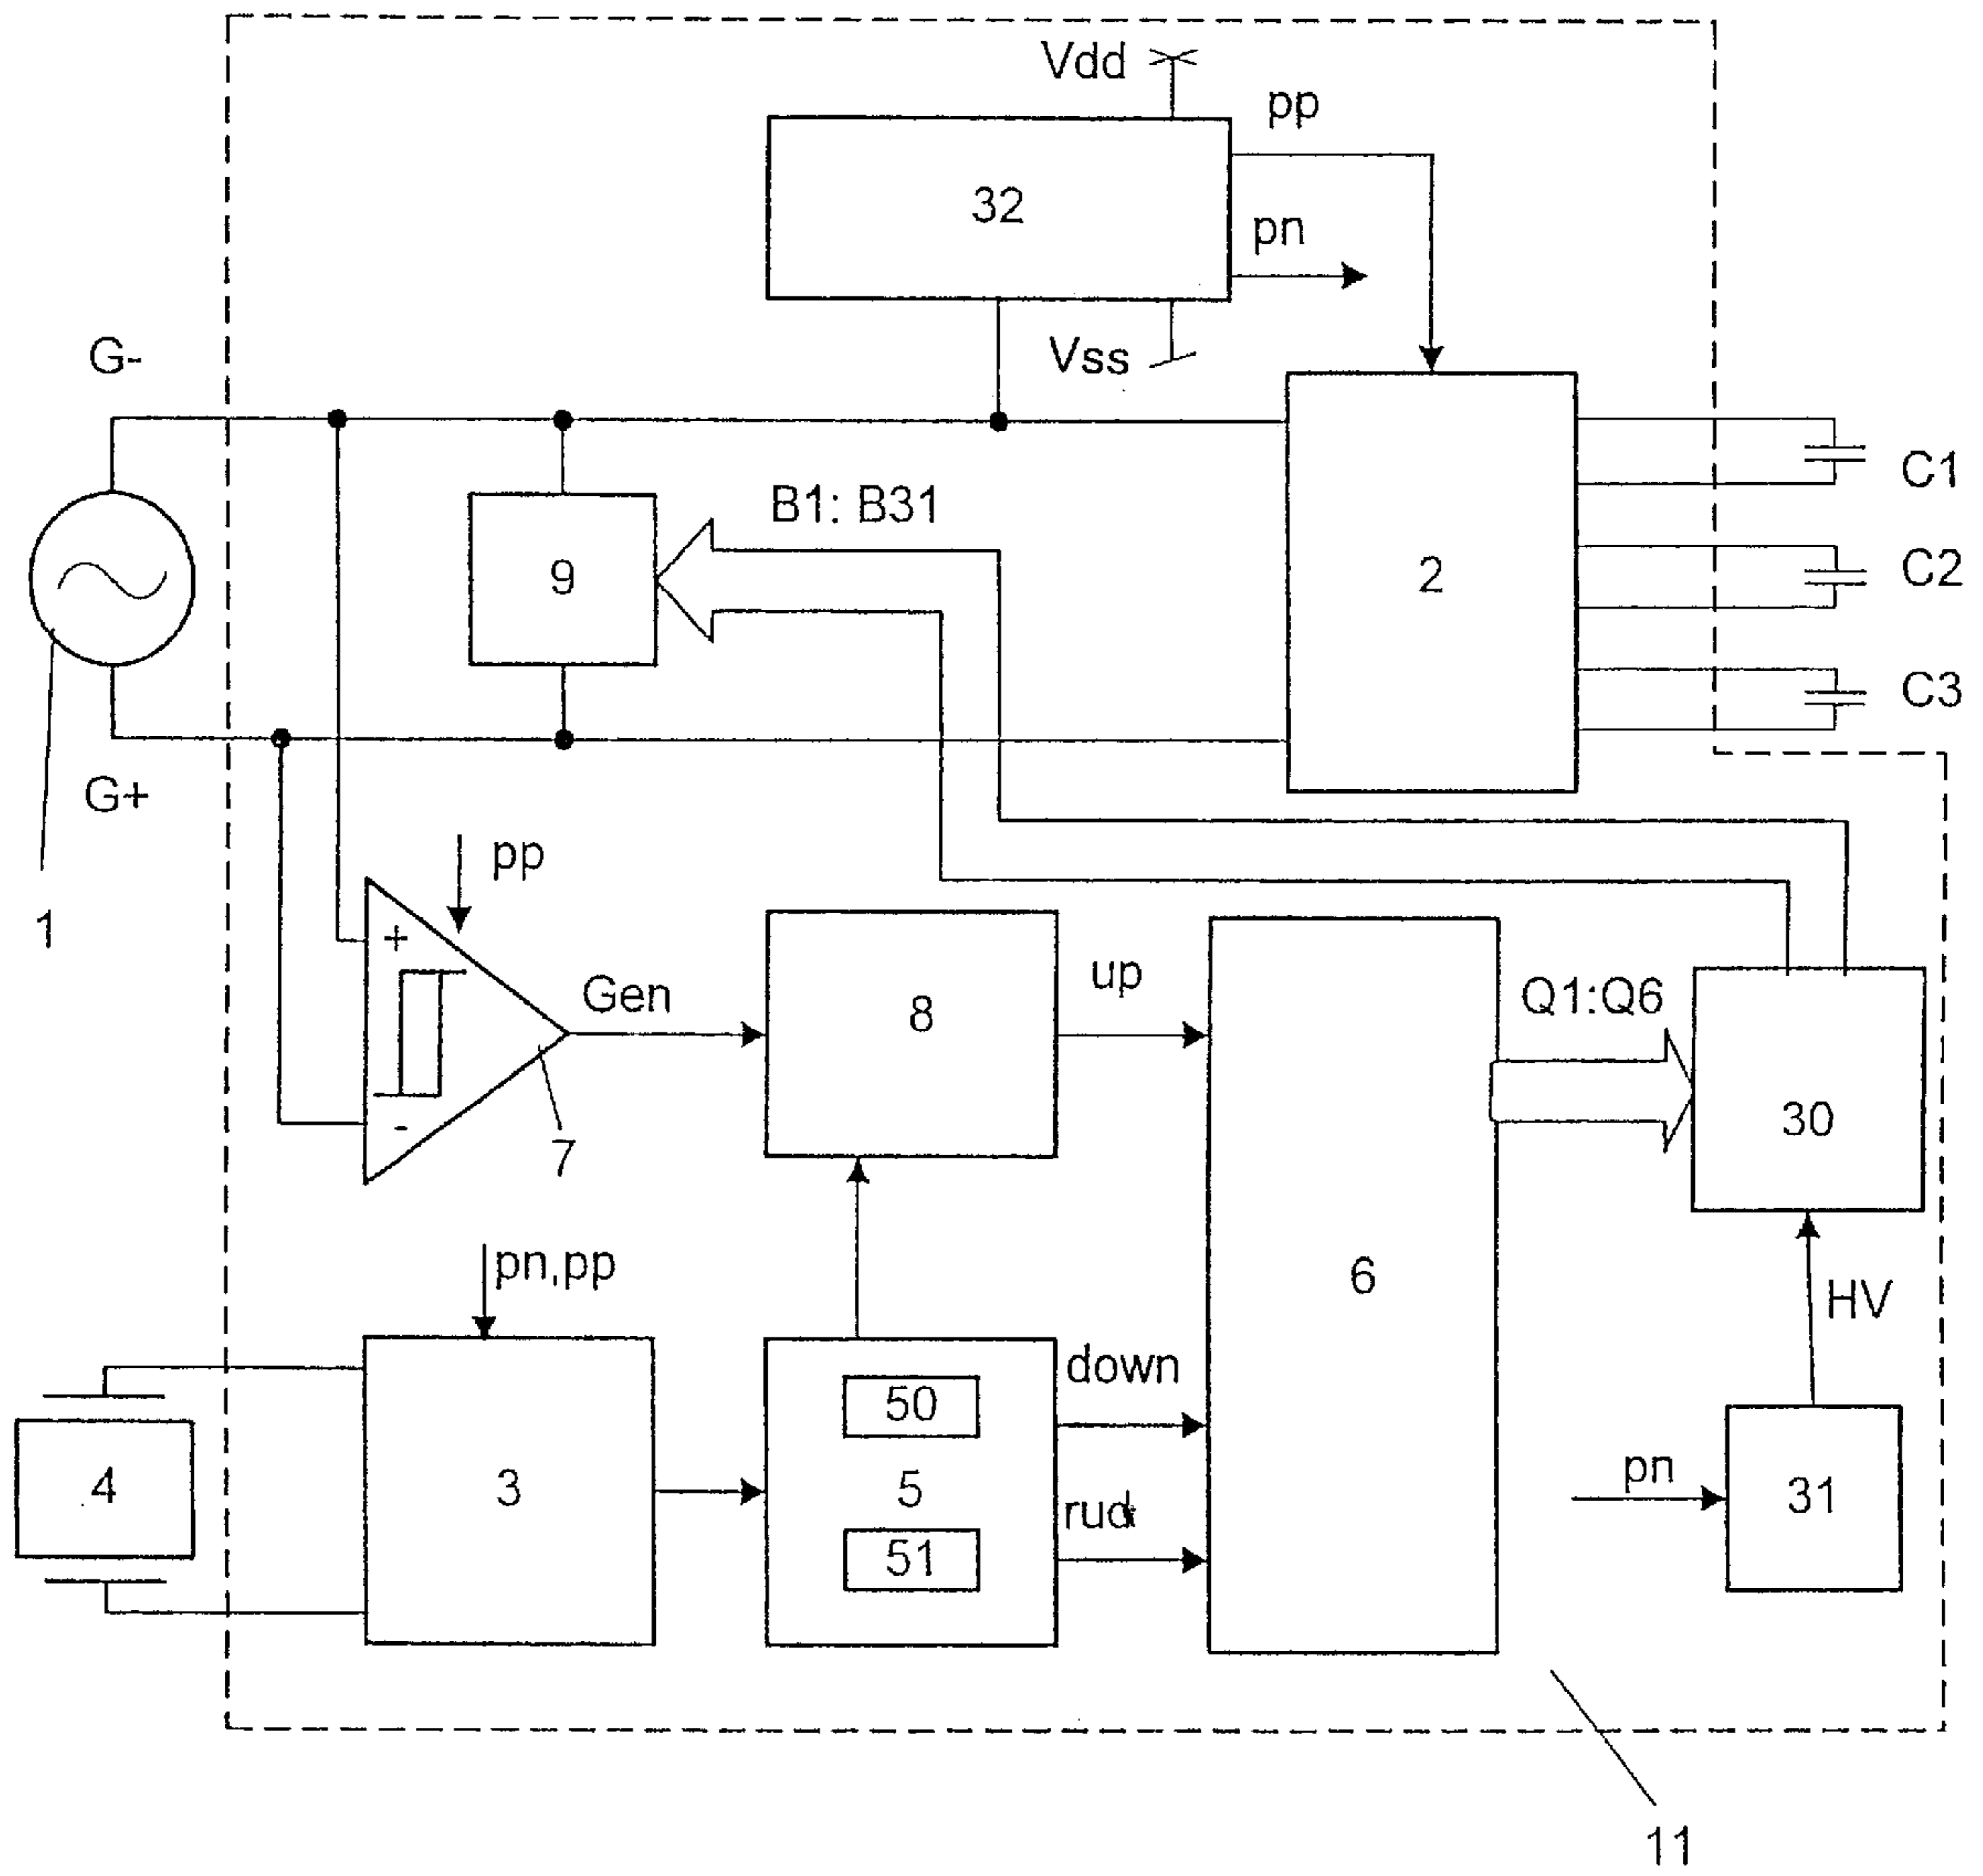 Vdd
pp
32
pn
Vss
G-
C1
B1: B31
9
2
C2
C3
G+
pp
1
+
Gen
8
up
Q1:Q6
-
7
30
pn,pp
6
HV
down
50
4
3
5
pn
31
51
11